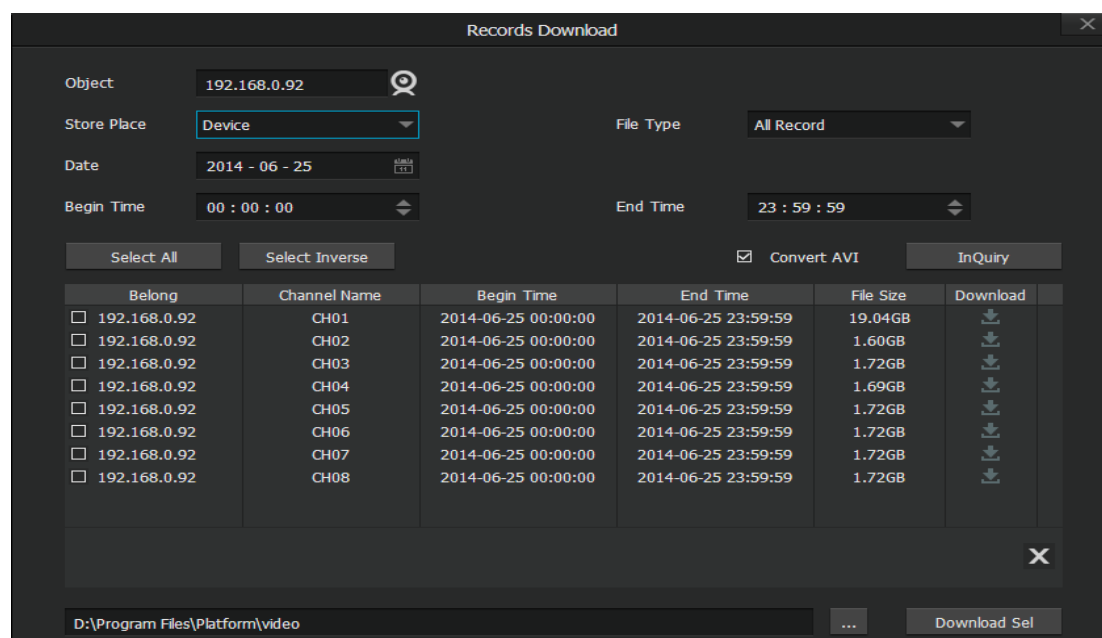 Records Download
Object 192.168.0.92
Store Place Device File Type All Record
Date 2014 - 06 - 25
Begin Time 00 : 00 : 00 End Time 23 : 59 : 59
Select All Select Inverse Convert AVI InQuiry
Belong Channel Name Begin Time End Time File Size Download
192.168.0.92 CH01 2014-06-25 00:00:00 2014-06-25 23:59:59 19.04GB
192.168.0.92 CH02 2014-06-25 00:00:00 2014-06-25 23:59:59 1.60GB
192.168.0.92 CH03 2014-06-25 00:00:00 2014-06-25 23:59:59 1.72GB
192.168.0.92 CH04 2014-06-25 00:00:00 2014-06-25 23:59:59 1.69GB
192.168.0.92 CH05 2014-06-25 00:00:00 2014-06-25 23:59:59 1.72GB
192.168.0.92 CH06 2014-06-25 00:00:00 2014-06-25 23:59:59 1.72GB
192.168.0.92 CH07 2014-06-25 00:00:00 2014-06-25 23:59:59 1.72GB
192.168.0.92 CH08 2014-06-25 00:00:00 2014-06-25 23:59:59 1.72GB
D:\Program Files\Platform\video ... Download Sel